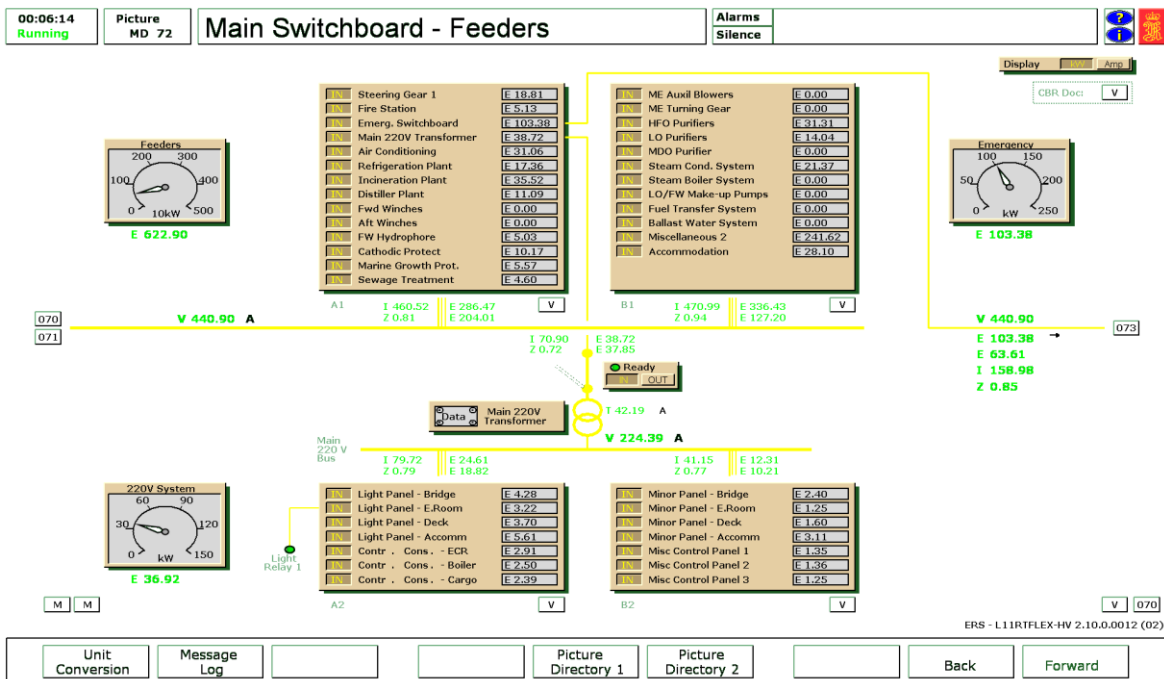 00:06:14
Running
Picture
MD 72
Main Switchboard - Feeders
Alarms
Silence
?
i
Display kW Amp
CBR Doc: V
IN Steering Gear 1 E 18.81
IN Fire Station E 5.13
IN Emerg. Switchboard E 103.38
IN Main 220V Transformer E 38.72
IN Air Conditioning E 31.06
IN Refrigeration Plant E 17.36
IN Incineration Plant E 35.52
IN Distiller Plant E 11.09
IN Fwd Winches E 0.00
IN Aft Winches E 0.00
IN FW Hydrophore E 5.03
IN Cathodic Protect E 10.17
IN Marine Growth Prot. E 5.57
IN Sewage Treatment E 4.60
IN ME Auxil Blowers E 0.00
IN ME Turning Gear E 0.00
IN HFO Purifiers E 31.31
IN LO Purifiers E 14.04
IN MDO Purifier E 0.00
IN Steam Cond. System E 21.37
IN Steam Boiler System E 0.00
IN LO/FW Make-up Pumps E 0.00
IN Fuel Transfer System E 0.00
IN Ballast Water System E 0.00
IN Miscellaneous 2 E 241.62
IN Accommodation E 28.10
Feeders
200 300
100 400
0 10kW 500
E 622.90
Emergency
100 150
50 200
0 kW 250
E 103.38
A1
I 460.52 E 286.47
Z 0.81 E 204.01
V
B1
I 470.99 E 336.43
Z 0.94 E 127.20
V
070
071
V 440.90 A
V 440.90
073
E 103.38 →
E 63.61
I 158.98
Z 0.85
I 70.90 E 38.72
Z 0.72 E 37.85
Ready
IN OUT
Data
Main 220V
Transformer
T 42.19 A
V 224.39 A
Main
220 V
Bus
I 79.72 E 24.61
Z 0.79 E 18.82
I 41.15 E 12.31
Z 0.77 E 10.21
220V System
60 90
30 120
0 kW 150
E 36.92
Light
Relay 1
IN Light Panel - Bridge E 4.28
IN Light Panel - E.Room E 3.22
IN Light Panel - Deck E 3.70
IN Light Panel - Accomm E 5.61
IN Contr . Cons. - ECR E 2.91
IN Contr . Cons. - Boiler E 2.50
IN Contr . Cons. - Cargo E 2.39
IN Minor Panel - Bridge E 2.40
IN Minor Panel - E.Room E 1.25
IN Minor Panel - Deck E 1.60
IN Minor Panel - Accomm E 3.11
IN Misc Control Panel 1 E 1.35
IN Misc Control Panel 2 E 1.36
IN Misc Control Panel 3 E 1.25
M M
A2 V
B2 V
V 070
ERS - L11RTFLEX-HV 2.10.0.0012 (02)
Unit
Conversion
Message
Log
Picture
Directory 1
Picture
Directory 2
Back
Forward